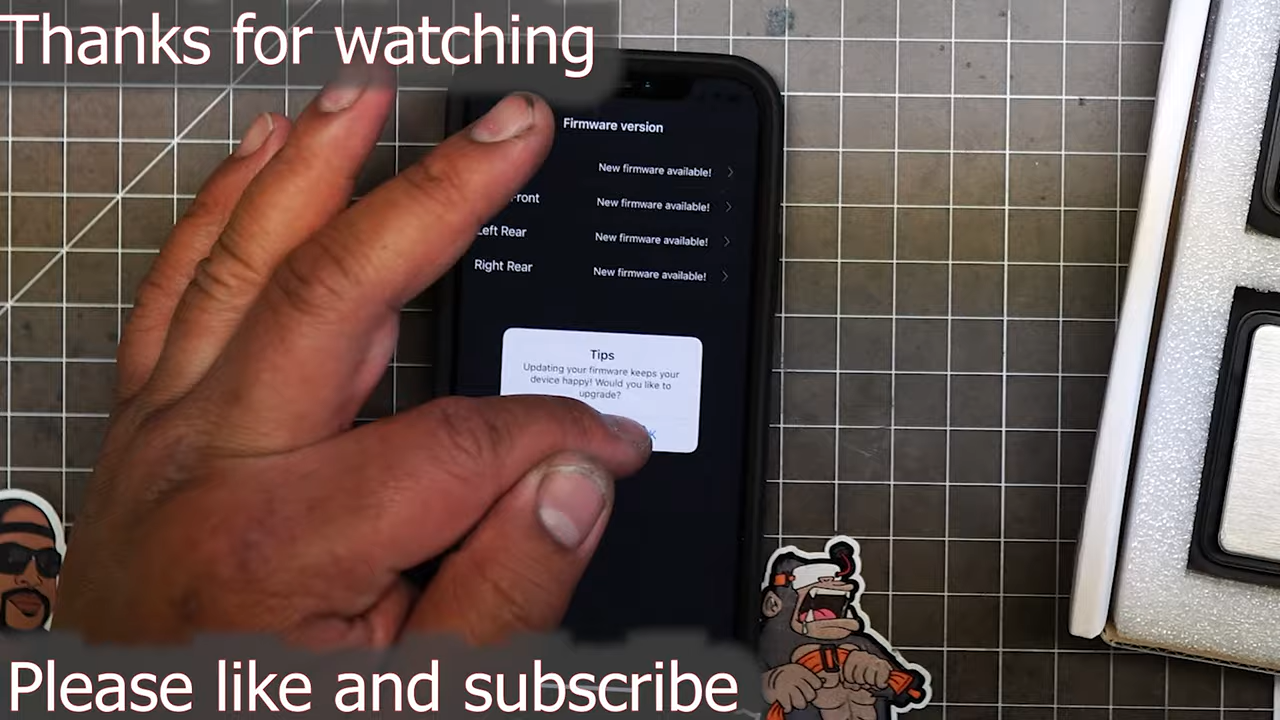 Thanks for watching
Firmware version
New firmware available!
New firmware available!
Left Rear New firmware available!
Right Rear New firmware available!
Tips
Updating your firmware keeps your
device happy! Would you like to
upgrade?
Please like and subscribe